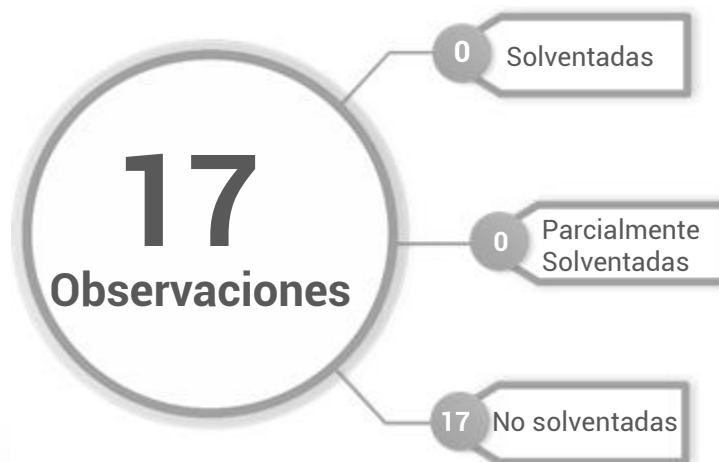 17
Observaciones
0
Solventadas
0
Parcialmente
Solventadas
17
No solventadas